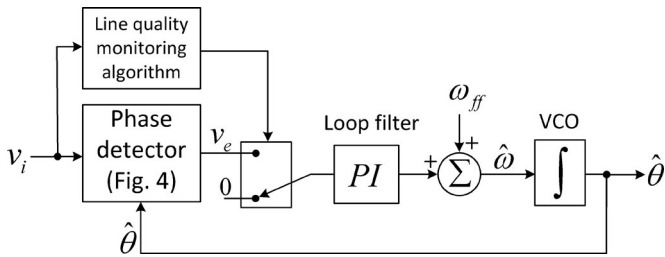 Line quality
monitoring
algorithm
Phase
detector
(Fig. 4)
v_i
v_e
0
Loop filter
PI
ω_ff
+
+
Σ
ω̂
VCO
∫
θ̂
θ̂